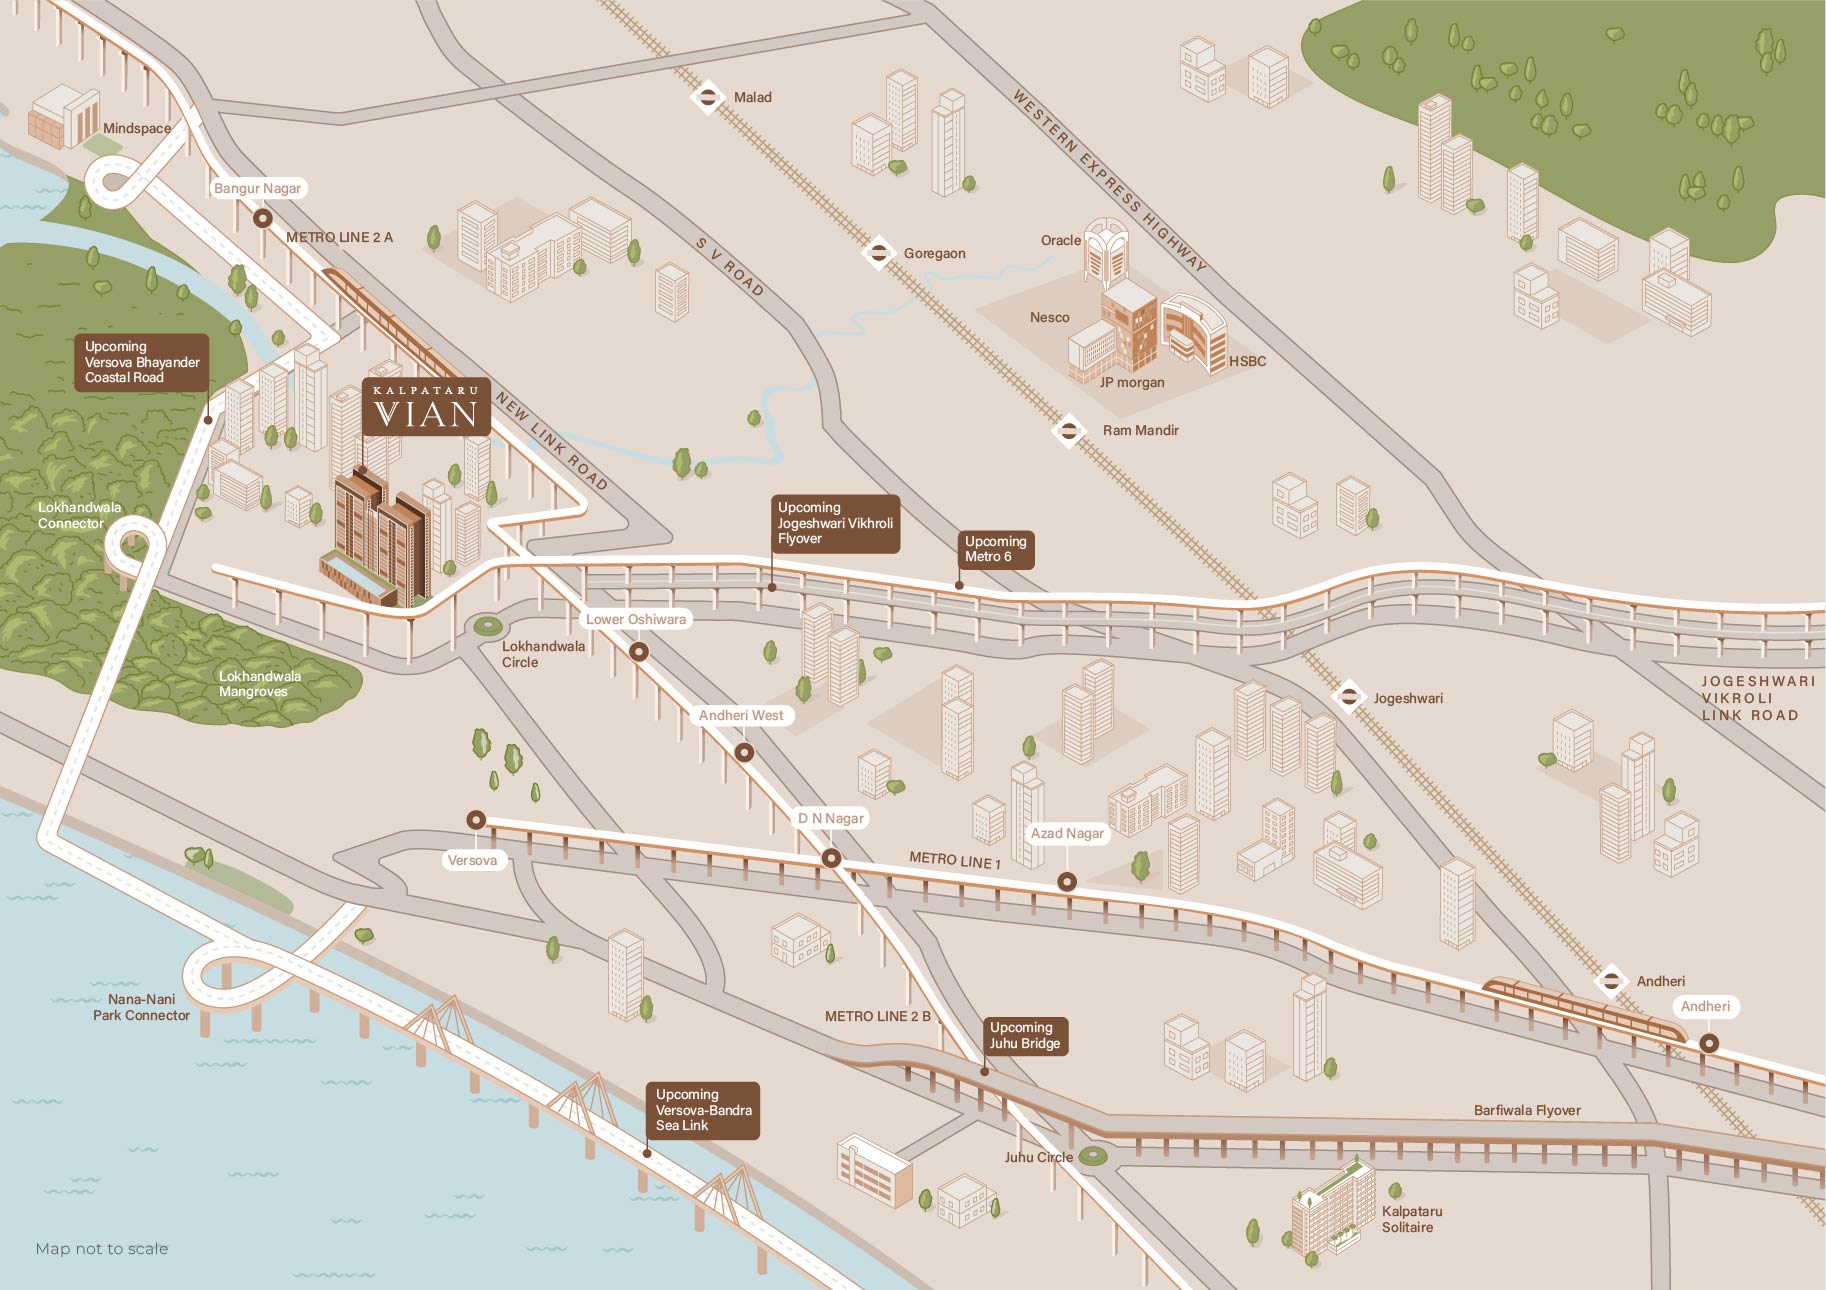 Malad
WESTERN EXPRESS HIGHWAY
Mindspace
Bangur Nagar
METRO LINE 2 A
S V ROAD
Oracle
Goregaon
Nesco
HSBC
JP morgan
Upcoming
Versova Bhayander
Coastal Road
KALPATARU
VIAN
NEW LINK ROAD
Ram Mandir
Lokhandwala
Connector
Upcoming
Jogeshwari Vikhroli
Flyover
Upcoming
Metro 6
Lower Oshiwara
Lokhandwala
Circle
Lokhandwala
Mangroves
Jogeshwari
JOGESHWARI
VIKROLI
LINK ROAD
Andheri West
D N Nagar
Azad Nagar
Versova
METRO LINE 1
Andheri
Andheri
Nana-Nani
Park Connector
METRO LINE 2 B
Upcoming
Juhu Bridge
Upcoming
Versova-Bandra
Sea Link
Barfiwala Flyover
Juhu Circle
Kalpataru
Solitaire
Map not to scale